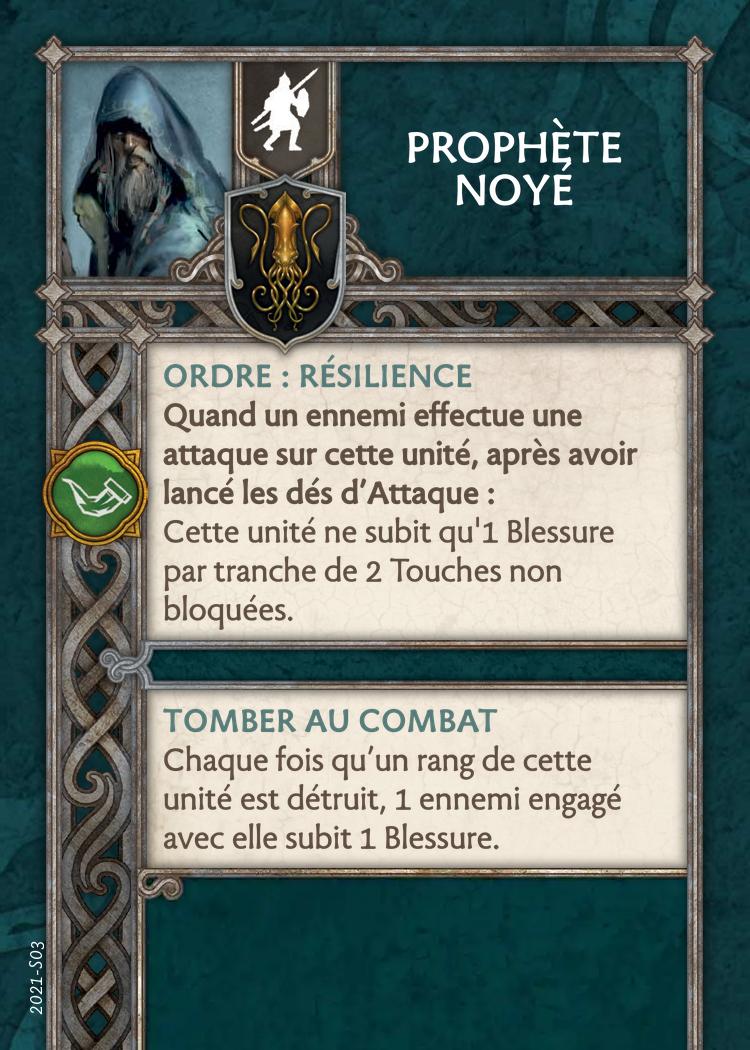 PROPHÈTE
NOYÉ
ORDRE : RÉSILIENCE
Quand un ennemi effectue une
attaque sur cette unité, après avoir
lancé les dés d’Attaque :
Cette unité ne subit qu'1 Blessure
par tranche de 2 Touches non
bloquées.
TOMBER AU COMBAT
Chaque fois qu’un rang de cette
unité est détruit, 1 ennemi engagé
avec elle subit 1 Blessure.
2021-S03